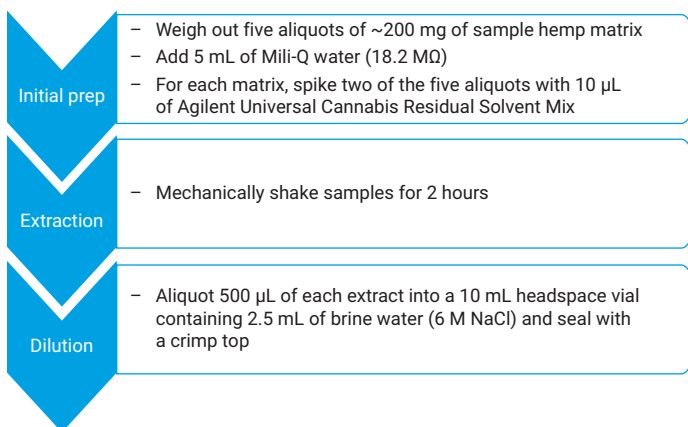 Initial prep
– Weigh out five aliquots of ~200 mg of sample hemp matrix
– Add 5 mL of Mili-Q water (18.2 MΩ)
– For each matrix, spike two of the five aliquots with 10 µL
of Agilent Universal Cannabis Residual Solvent Mix
Extraction
– Mechanically shake samples for 2 hours
Dilution
– Aliquot 500 µL of each extract into a 10 mL headspace vial
containing 2.5 mL of brine water (6 M NaCl) and seal with
a crimp top